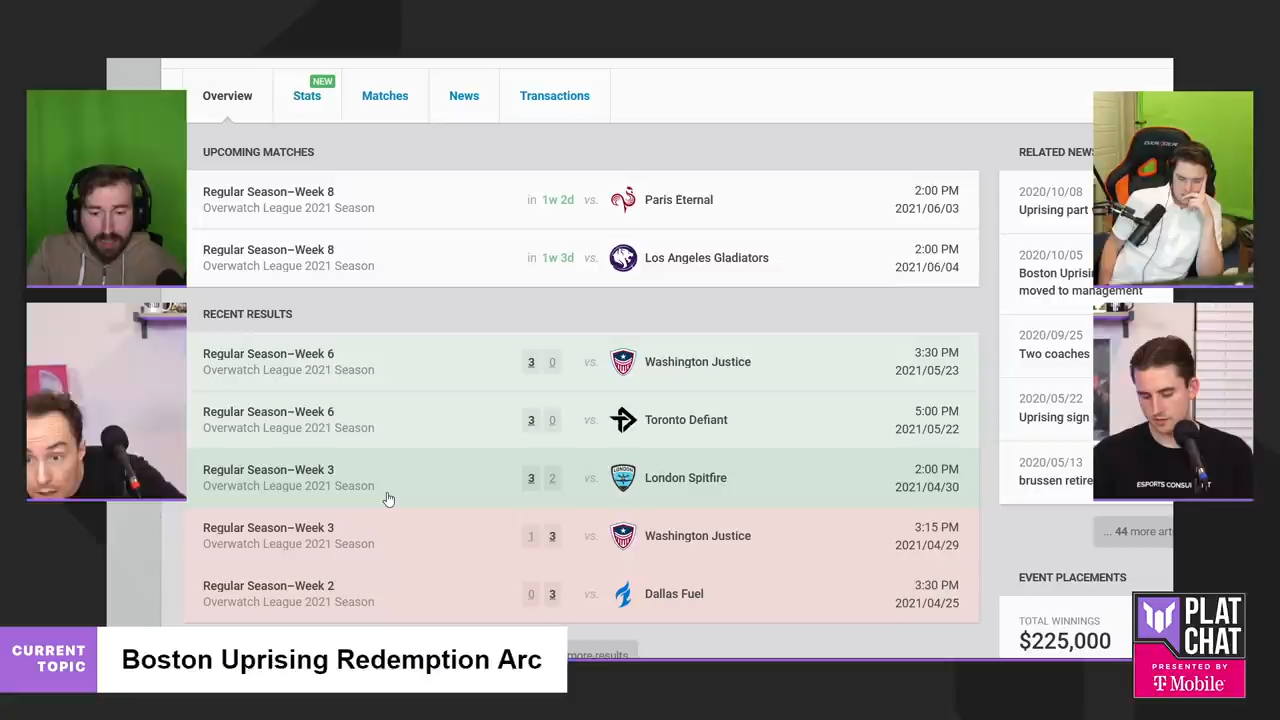 Overview
Stats
NEW
Matches
News
Transactions
UPCOMING MATCHES
Regular Season–Week 8
Overwatch League 2021 Season
in 1w 2d vs.
Paris Eternal
2:00 PM
2021/06/03
Regular Season–Week 8
Overwatch League 2021 Season
in 1w 3d vs.
Los Angeles Gladiators
2:00 PM
2021/06/04
RECENT RESULTS
Regular Season–Week 6
Overwatch League 2021 Season
3 0 vs.
Washington Justice
3:30 PM
2021/05/23
Regular Season–Week 6
Overwatch League 2021 Season
3 0 vs.
Toronto Defiant
5:00 PM
2021/05/22
Regular Season–Week 3
Overwatch League 2021 Season
3 2 vs.
LONDON
London Spitfire
2:00 PM
2021/04/30
Regular Season–Week 3
Overwatch League 2021 Season
1 3 vs.
Washington Justice
3:15 PM
2021/04/29
Regular Season–Week 2
Overwatch League 2021 Season
0 3 vs.
Dallas Fuel
3:30 PM
2021/04/25
more results
RELATED NEWS
2020/10/08
Uprising part
2020/10/05
Boston
moved to management
2020/09/25
Two coaches
2020/05/22
Uprising sign
2020/05/13
brussen retire
... 44 more
EVENT PLACEMENTS
TOTAL WINNINGS
$225,000
ESPORTS
CURRENT
TOPIC
Boston Uprising Redemption Arc
PLAT
CHAT
PRESENTED BY
T Mobile